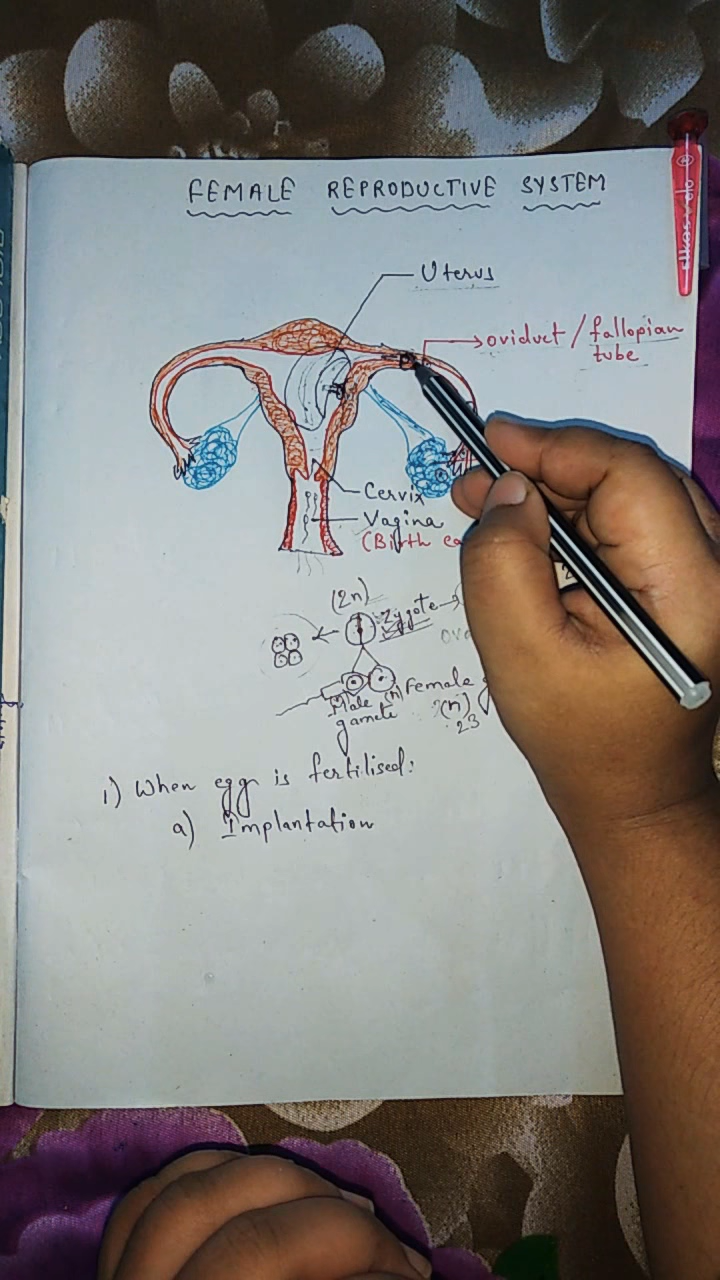 FEMALE REPRODUCTIVE SYSTEM
Uterus
oviduct / fallopian
tube
Cervix
Vagina
(Birth
(2n)
Zygote
Male (n) Female
gamete (n)
23
1) When egg is fertilised:
a) Implantation